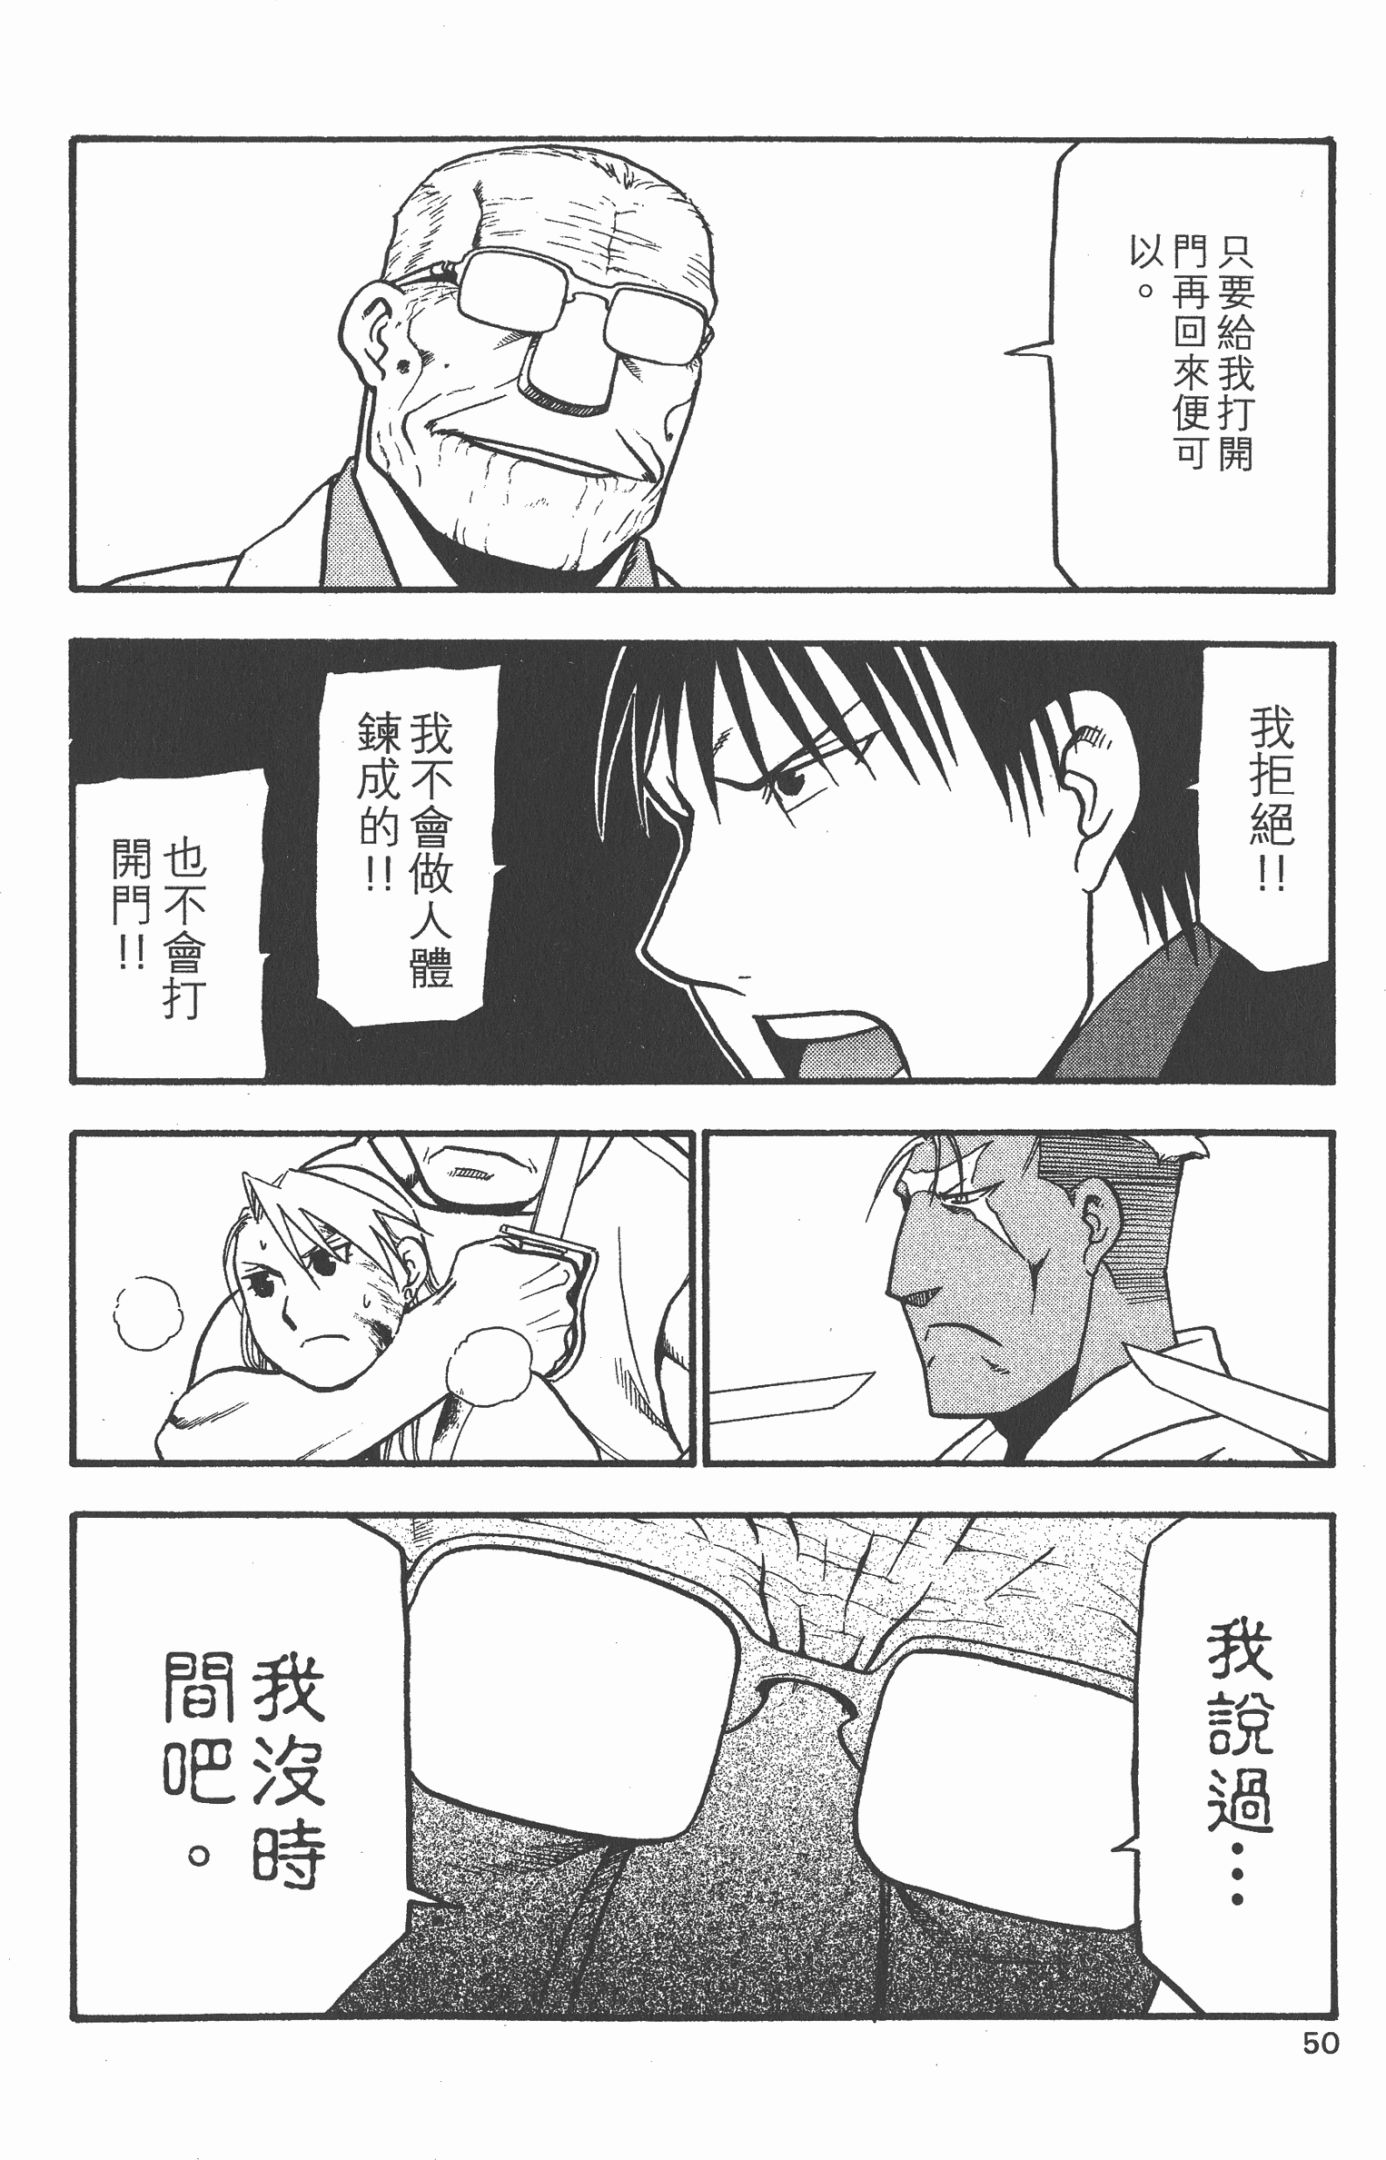 只要給我打開
門再回來便可
以。
我拒絕!!
我不會做人體
鍊成的!!
也不會打
開門!!
我說過…
我沒時
間吧。
50